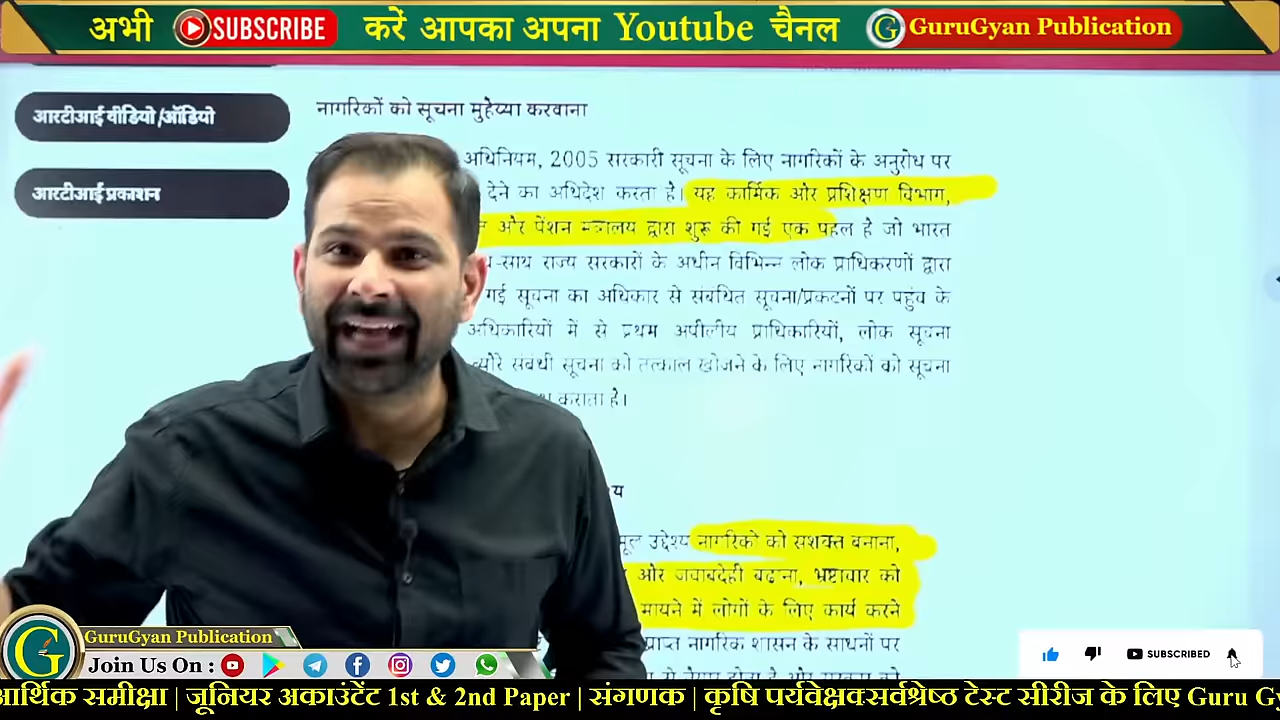 अभी SUBSCRIBE करें आपका अपना Youtube चैनल G GuruGyan Publication
आरटीआई वीडियो /ऑडियो
आरटीआई प्रकाशन
नागरिकों को सूचना मुहैय्या करवाना
अधिनियम, 2005 सरकारी सूचना के लिए नागरिकों के अनुरोध पर
देने का अधिदेश करता है। यह कार्मिक और प्रशिक्षण विभाग,
और पेंशन मंत्रालय द्वारा शुरू की गई एक पहल है जो भारत
-साथ राज्य सरकारों के अधीन विभिन्न लोक प्राधिकरणों द्वारा
गई सूचना का अधिकार से संबंधित सूचना/प्रकटनों पर पहुंच के
अधिकारियों में से प्रथम अपीलीय प्राधिकारियों, लोक सूचना
ब्यौरे संबंधी सूचना को तत्काल खोजने के लिए नागरिकों को सूचना
कराता है।
उद्देश्य नागरिकों को सशक्त बनाना,
और जवाबदेही बढ़ाना, भ्रष्टाचार को
मायने में लोगों के लिए कार्य करने
प्राप्त नागरिक शासन के साधनों पर
G GuruGyan Publication
Join Us On :
SUBSCRIBED
आर्थिक समीक्षा | जूनियर अकाउंटेंट 1st & 2nd Paper | संगणक | कृषि पर्यवेक्षक सर्वश्रेष्ठ टेस्ट सीरीज के लिए Guru Gy